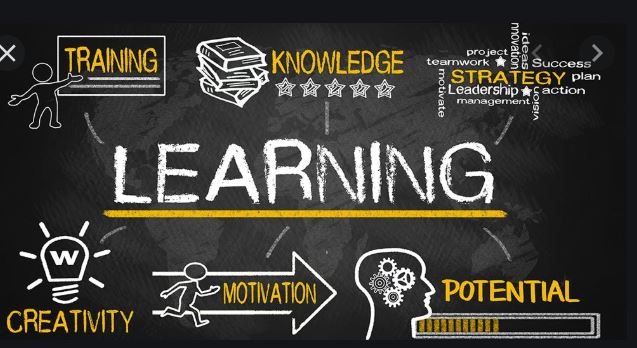 TRAINING
KNOWLEDGE
project
teamwork
motivate
ideas
innovation
Success
STRATEGY plan
Leadership action
management
vision
LEARNING
W
CREATIVITY
MOTIVATION
POTENTIAL